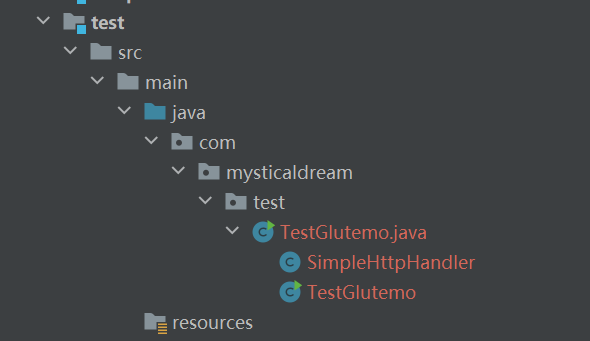 test
src
main
java
com
mysticaldream
test
TestGlutemo.java
SimpleHttpHandler
TestGlutemo
resources